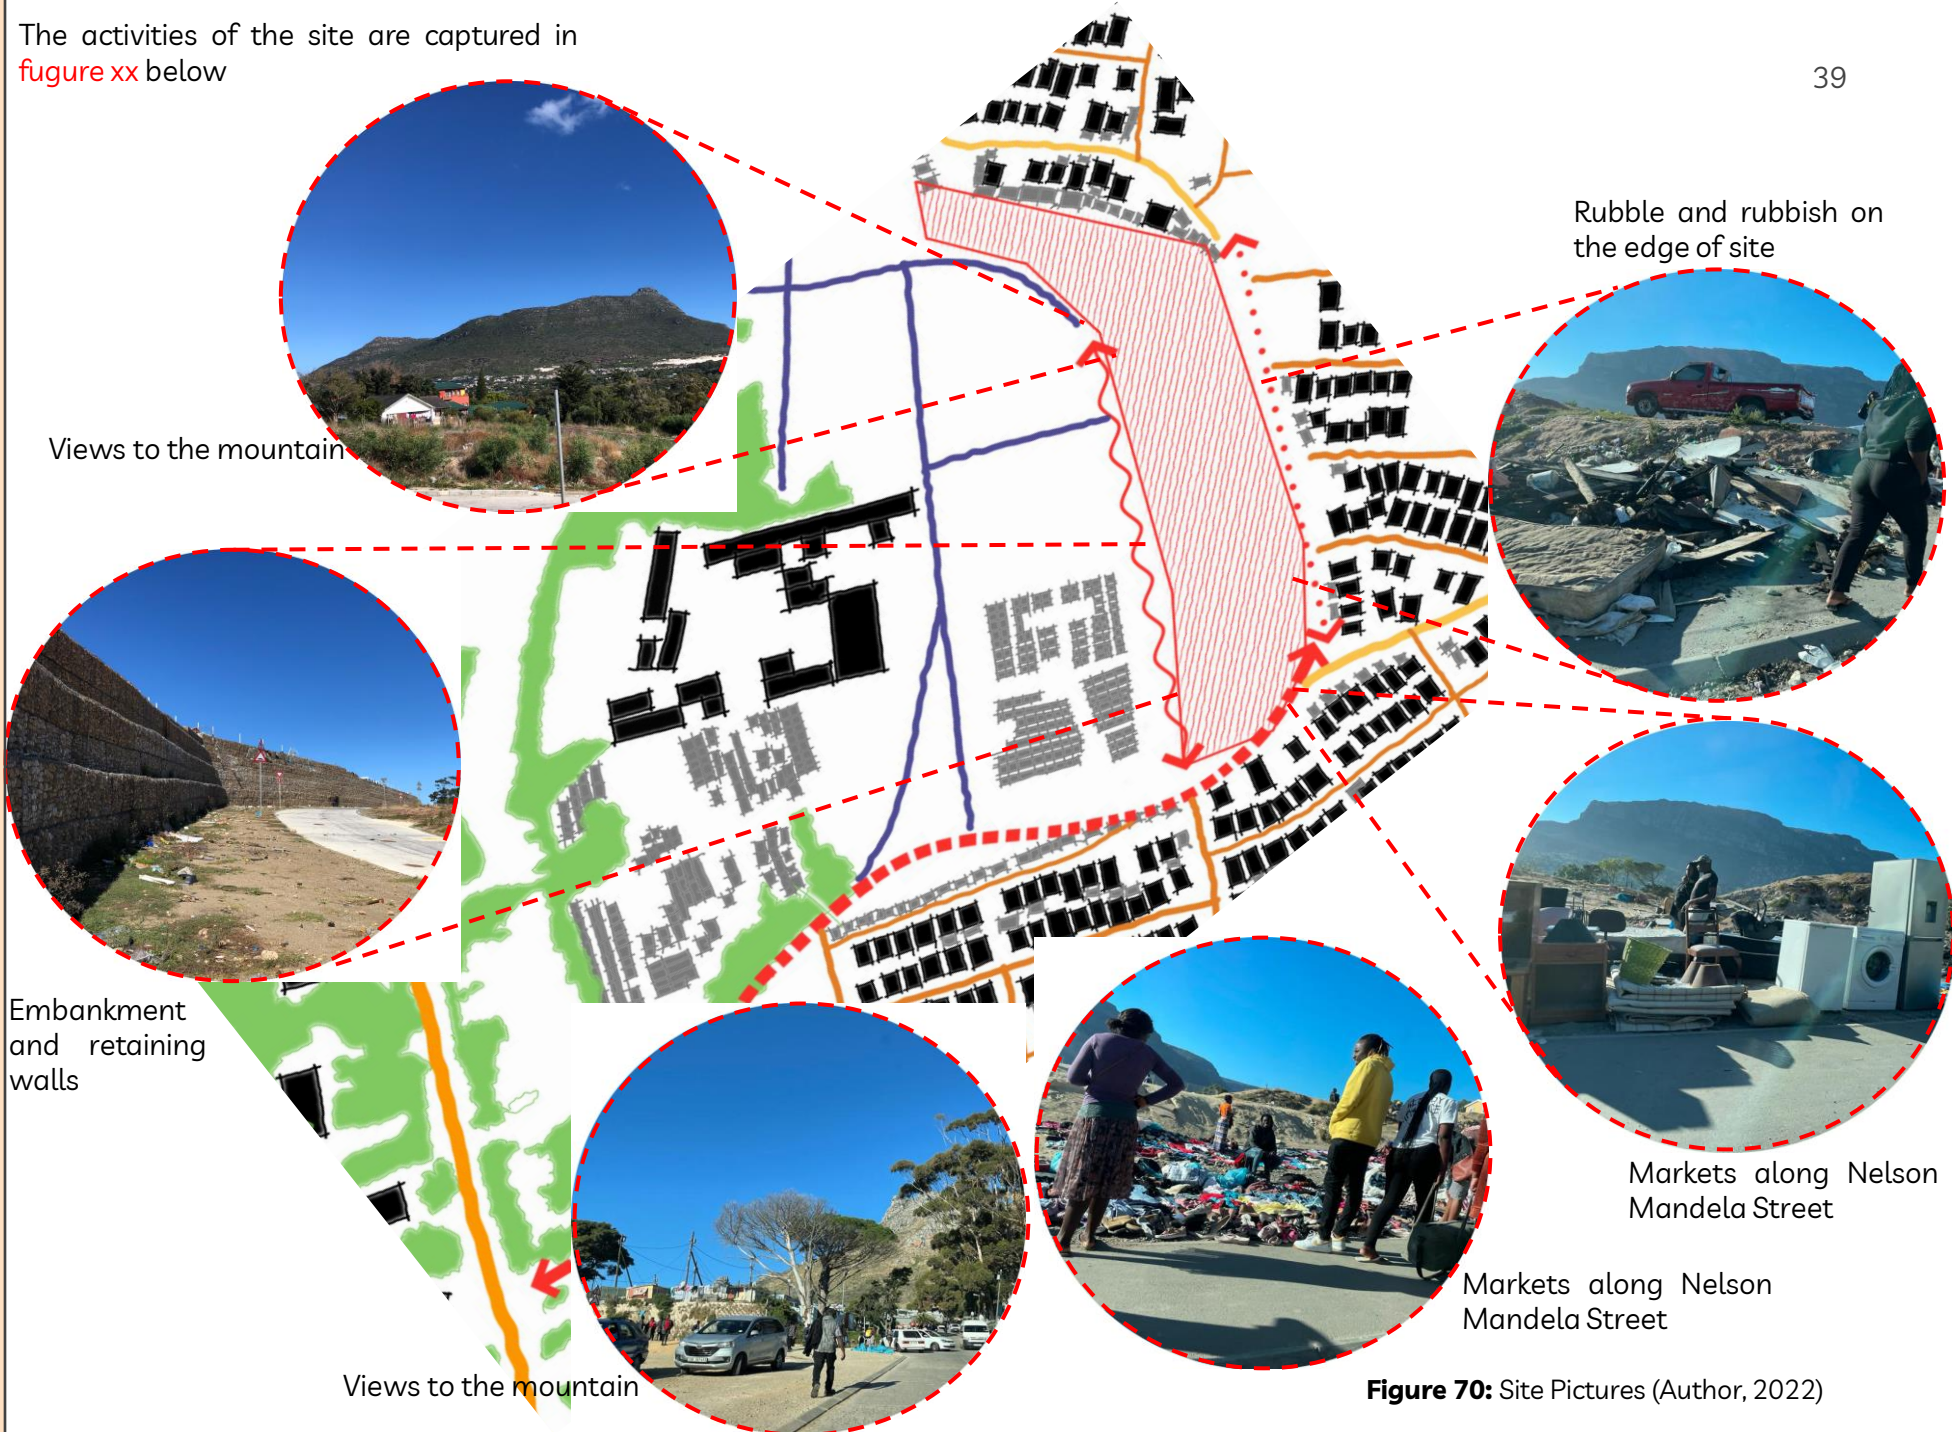 The activities of the site are captured in
fugure xx below
39
Rubble and rubbish on
the edge of site
Views to the mountain
Embankment
and retaining
walls
Markets along Nelson
Mandela Street
Markets along Nelson
Mandela Street
Views to the mountain
Figure 70: Site Pictures (Author, 2022)